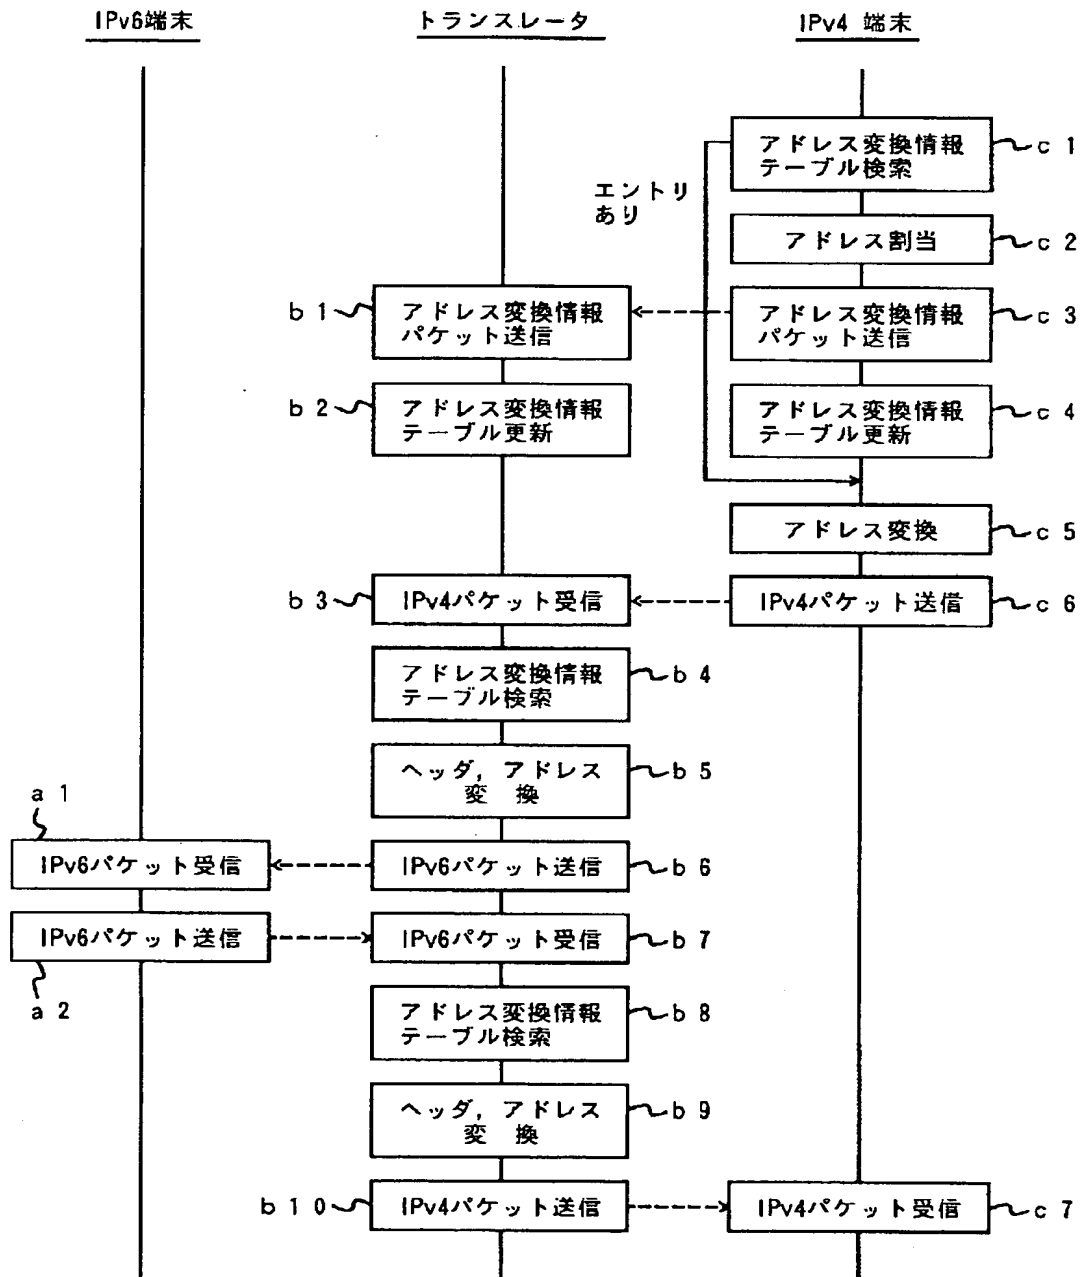 IPv6端末
トランスレータ
IPv4 端末
アドレス変換情報
テーブル検索
c 1
エントリ
あり
アドレス割当
c 2
b 1
アドレス変換情報
パケット送信
アドレス変換情報
パケット送信
c 3
b 2
アドレス変換情報
テーブル更新
アドレス変換情報
テーブル更新
c 4
アドレス変換
c 5
b 3
IPv4パケット受信
IPv4パケット送信
c 6
アドレス変換情報
テーブル検索
b 4
ヘッダ, アドレス
変 換
b 5
a 1
IPv6パケット受信
IPv6パケット送信
b 6
IPv6パケット送信
IPv6パケット受信
b 7
a 2
アドレス変換情報
テーブル検索
b 8
ヘッダ, アドレス
変 換
b 9
b 1 0
IPv4パケット送信
IPv4パケット受信
c 7